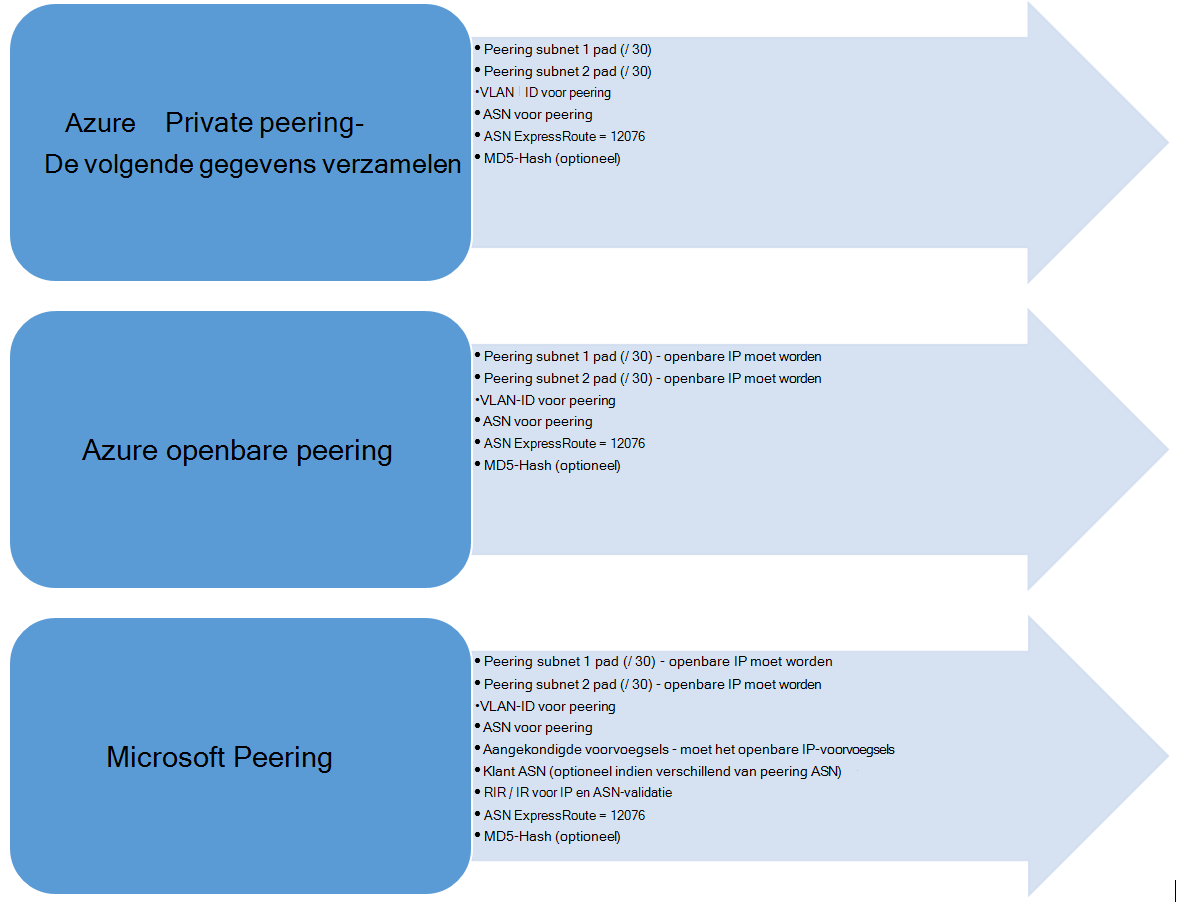 Azure Private peering-
De volgende gegevens verzamelen
• Peering subnet 1 pad (/ 30)
• Peering subnet 2 pad (/ 30)
•VLAN ID voor peering
• ASN voor peering
• ASN ExpressRoute = 12076
• MD5-Hash (optioneel)
Azure openbare peering
• Peering subnet 1 pad (/ 30) - openbare IP moet worden
• Peering subnet 2 pad (/ 30) - openbare IP moet worden
•VLAN-ID voor peering
• ASN voor peering
• ASN ExpressRoute = 12076
• MD5-Hash (optioneel)
Microsoft Peering
• Peering subnet 1 pad (/ 30) - openbare IP moet worden
• Peering subnet 2 pad (/ 30) - openbare IP moet worden
•VLAN-ID voor peering
• ASN voor peering
• Aangekondigde voorvoegsels - moet het openbare IP-voorvoegsels
• Klant ASN (optioneel indien verschillend van peering ASN)
• RIR / IR voor IP en ASN-validatie
• ASN ExpressRoute = 12076
• MD5-Hash (optioneel)